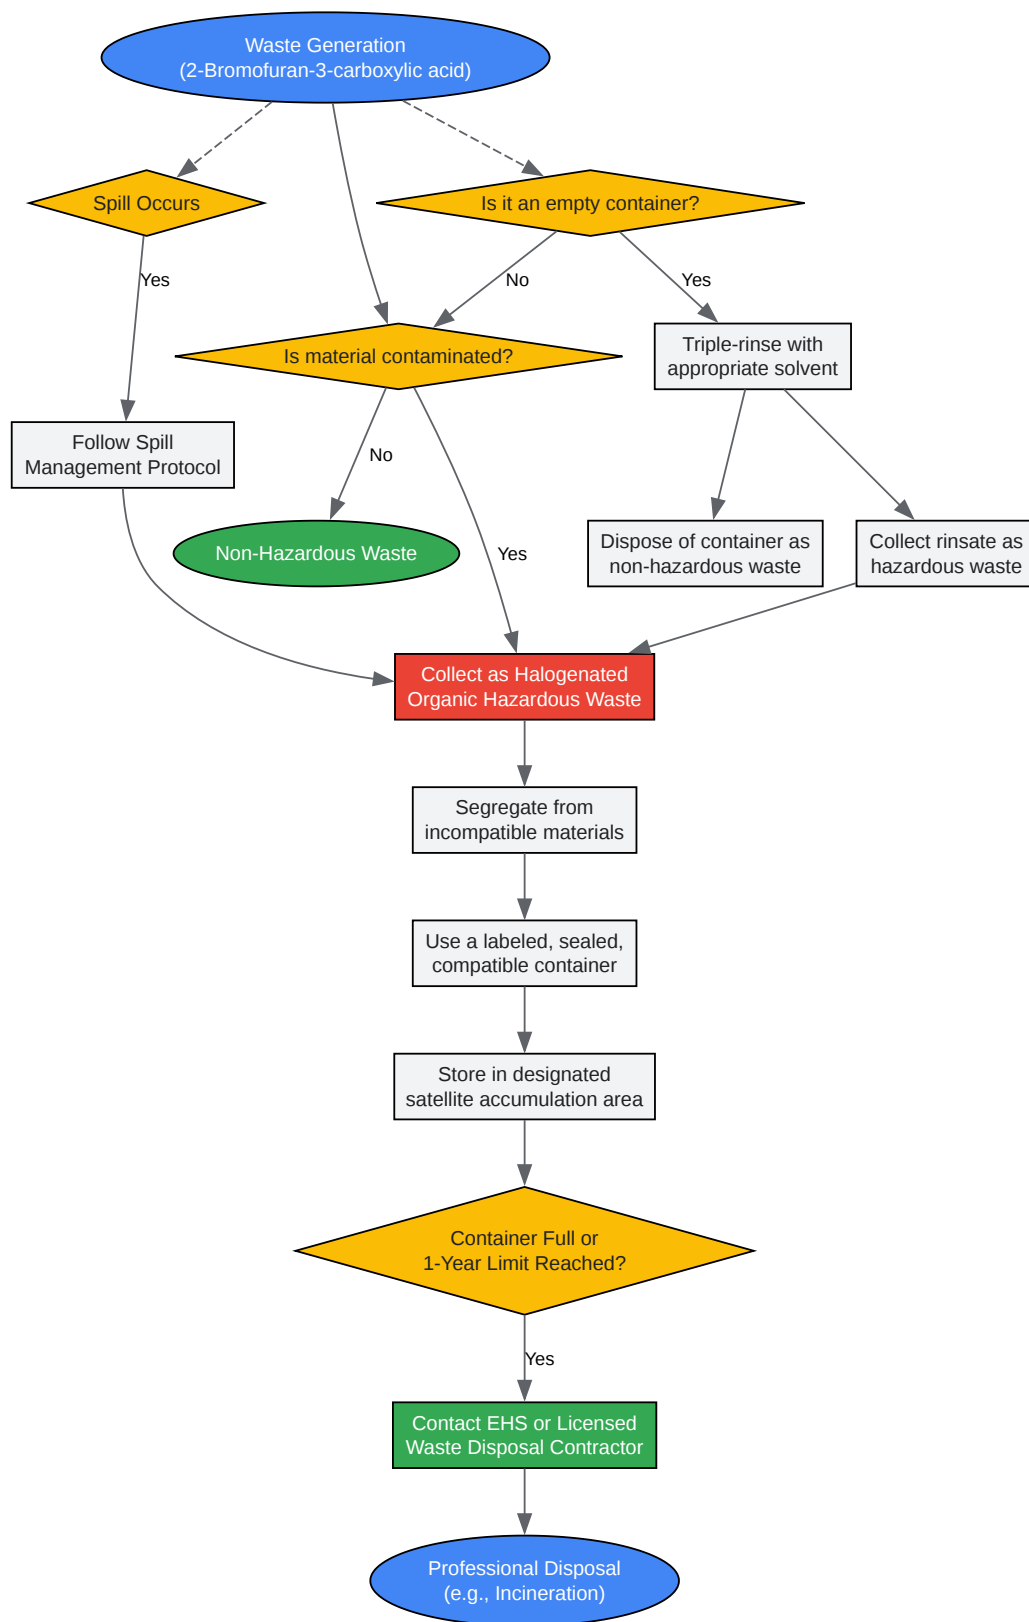 Waste Generation
(2-Bromofuran-3-carboxylic acid)
Spill Occurs
Is it an empty container?
Yes
No
Yes
Is material contaminated?
Triple-rinse with
appropriate solvent
Follow Spill
Management Protocol
No
Yes
Non-Hazardous Waste
Dispose of container as
non-hazardous waste
Collect rinsate as
hazardous waste
Collect as Halogenated
Organic Hazardous Waste
Segregate from
incompatible materials
Use a labeled, sealed,
compatible container
Store in designated
satellite accumulation area
Container Full or
1-Year Limit Reached?
Yes
Contact EHS or Licensed
Waste Disposal Contractor
Professional Disposal
(e.g., Incineration)